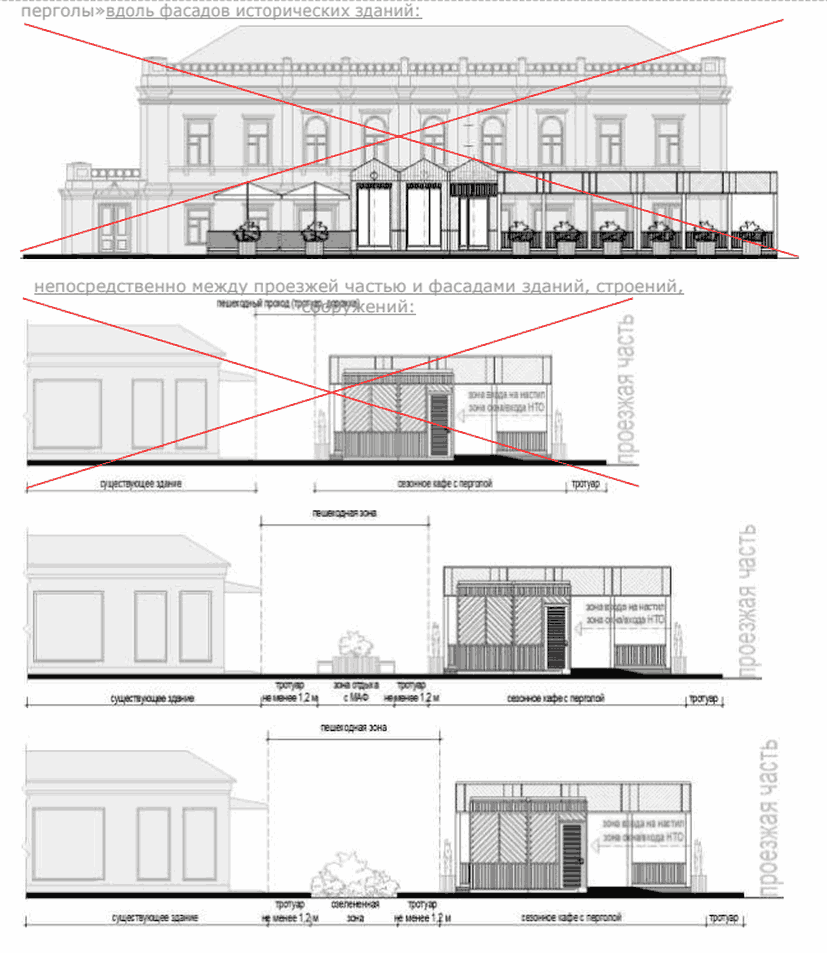 перголы»вдоль фасадов исторических зданий:
непосредственно между проезжей частью и фасадами зданий, строений,
сооружений:
пешеходный проход (тротуар, дорожка)
проезжая часть
зона входа на настил
зона окна/входа НТО
существующее здание
сезонное кафе с перголой
тротуар
пешеходная зона
проезжая часть
зона входа на настил
зона окна/входа НТО
тротуар
не менее 1,2 м
зона отдыха
с МАФ
тротуар
не менее 1,2 м
существующее здание
сезонное кафе с перголой
тротуар
пешеходная зона
проезжая часть
зона входа на настил
зона окна/входа НТО
тротуар
не менее 1,2 м
озелененная
зона
тротуар
не менее 1,2 м
существующее здание
сезонное кафе с перголой
тротуар